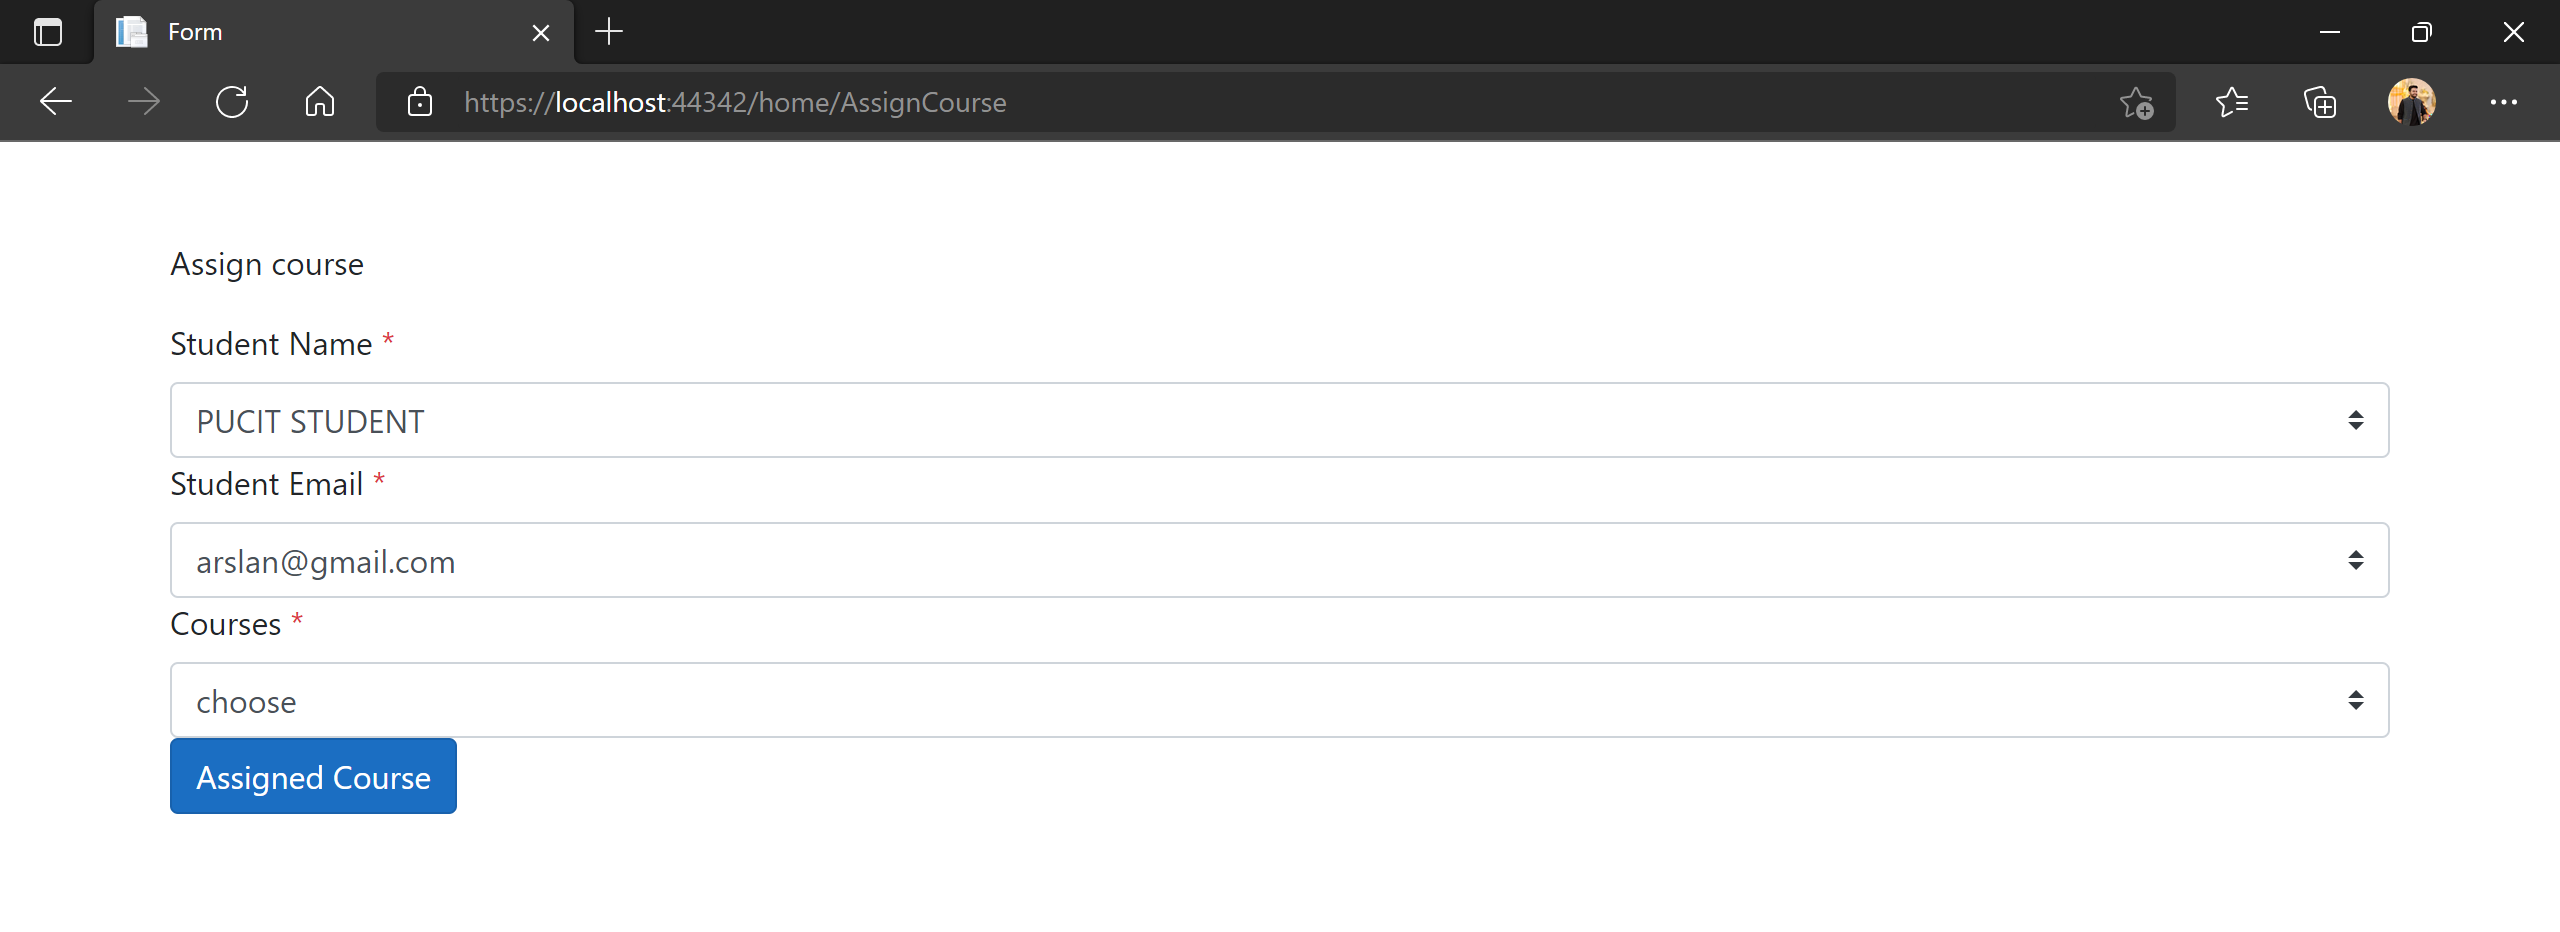 Form
https://localhost:44342/home/AssignCourse
Assign course
Student Name *
PUCIT STUDENT
Student Email *
arslan@gmail.com
Courses *
choose
Assigned Course